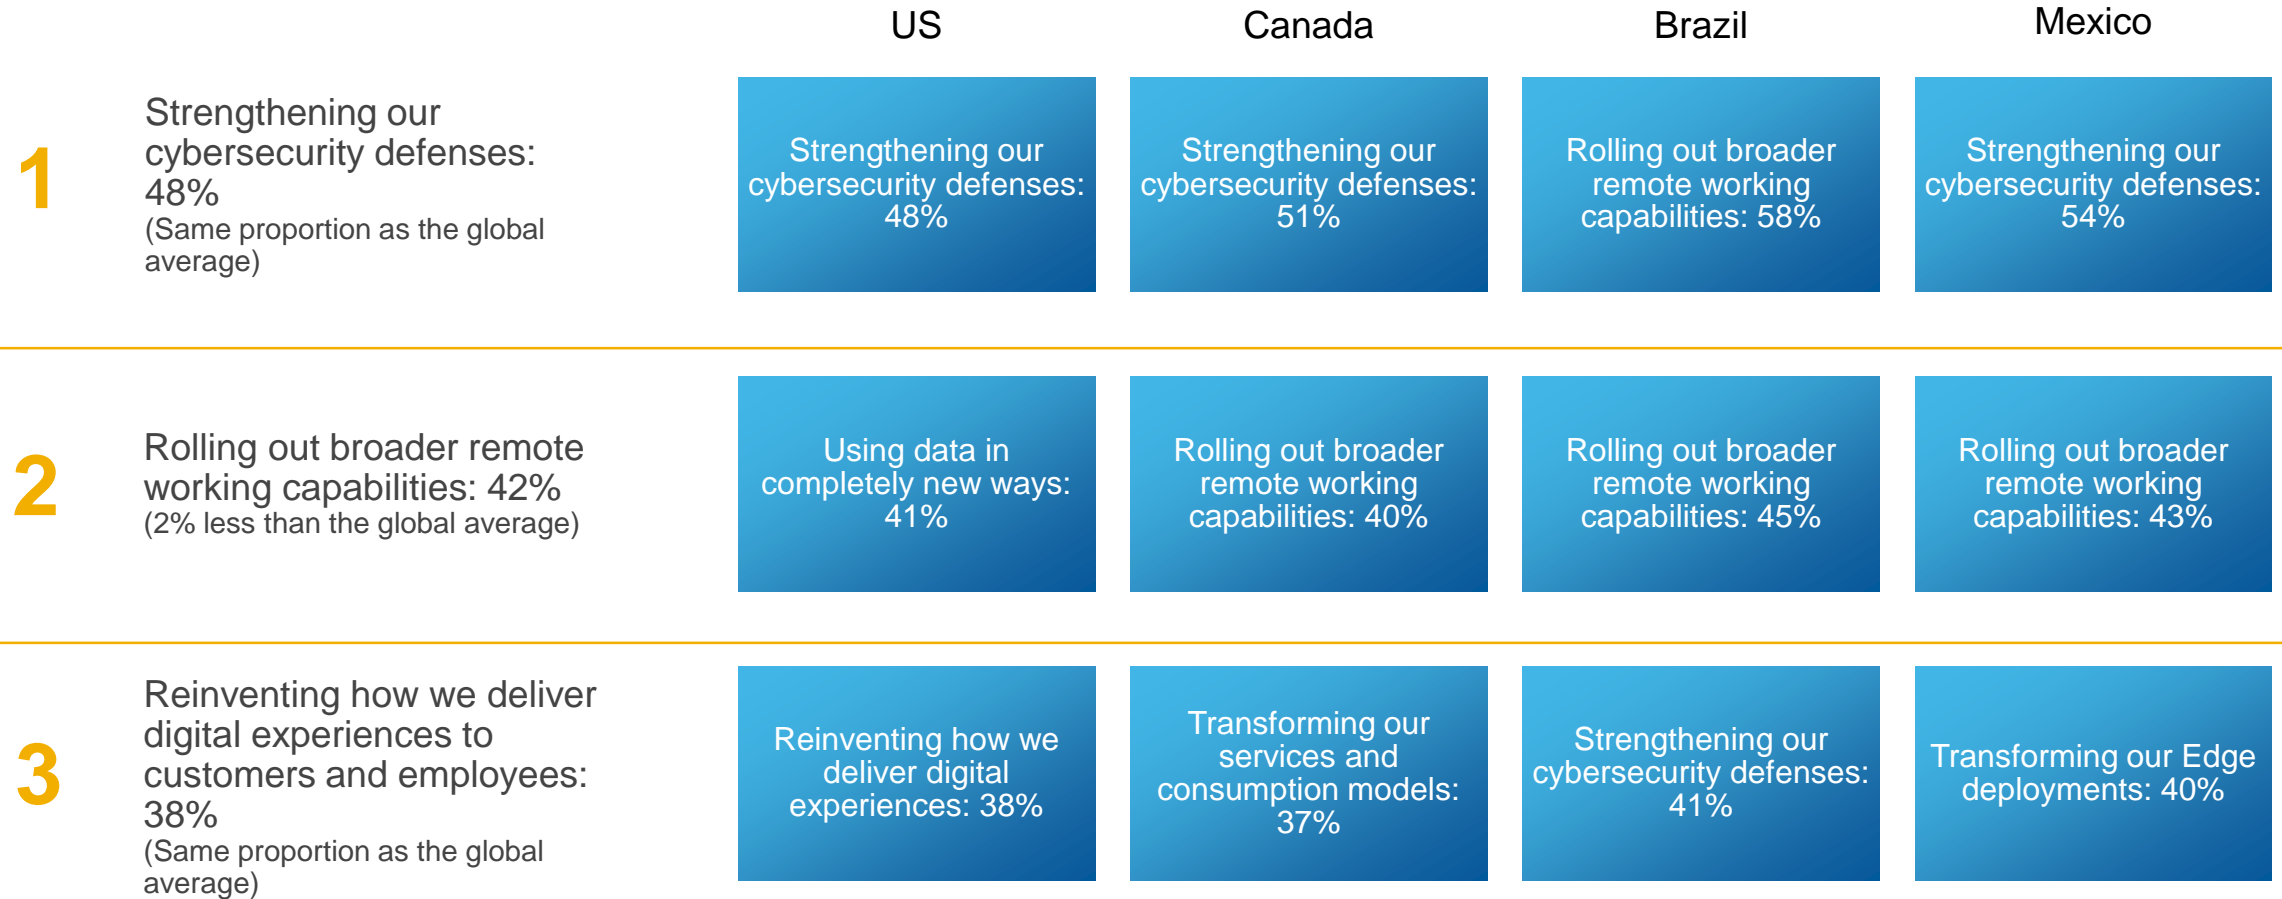 US
Canada
Brazil
Mexico
1
Strengthening our
cybersecurity defenses:
48%
(Same proportion as the global
average)
Strengthening our
cybersecurity defenses:
48%
Strengthening our
cybersecurity defenses:
51%
Rolling out broader
remote working
capabilities: 58%
Strengthening our
cybersecurity defenses:
54%
2
Rolling out broader remote
working capabilities: 42%
(2% less than the global average)
Using data in
completely new ways:
41%
Rolling out broader
remote working
capabilities: 40%
Rolling out broader
remote working
capabilities: 45%
Rolling out broader
remote working
capabilities: 43%
3
Reinventing how we deliver
digital experiences to
customers and employees:
38%
(Same proportion as the global
average)
Reinventing how we
deliver digital
experiences: 38%
Transforming our
services and
consumption models:
37%
Strengthening our
cybersecurity defenses:
41%
Transforming our Edge
deployments: 40%